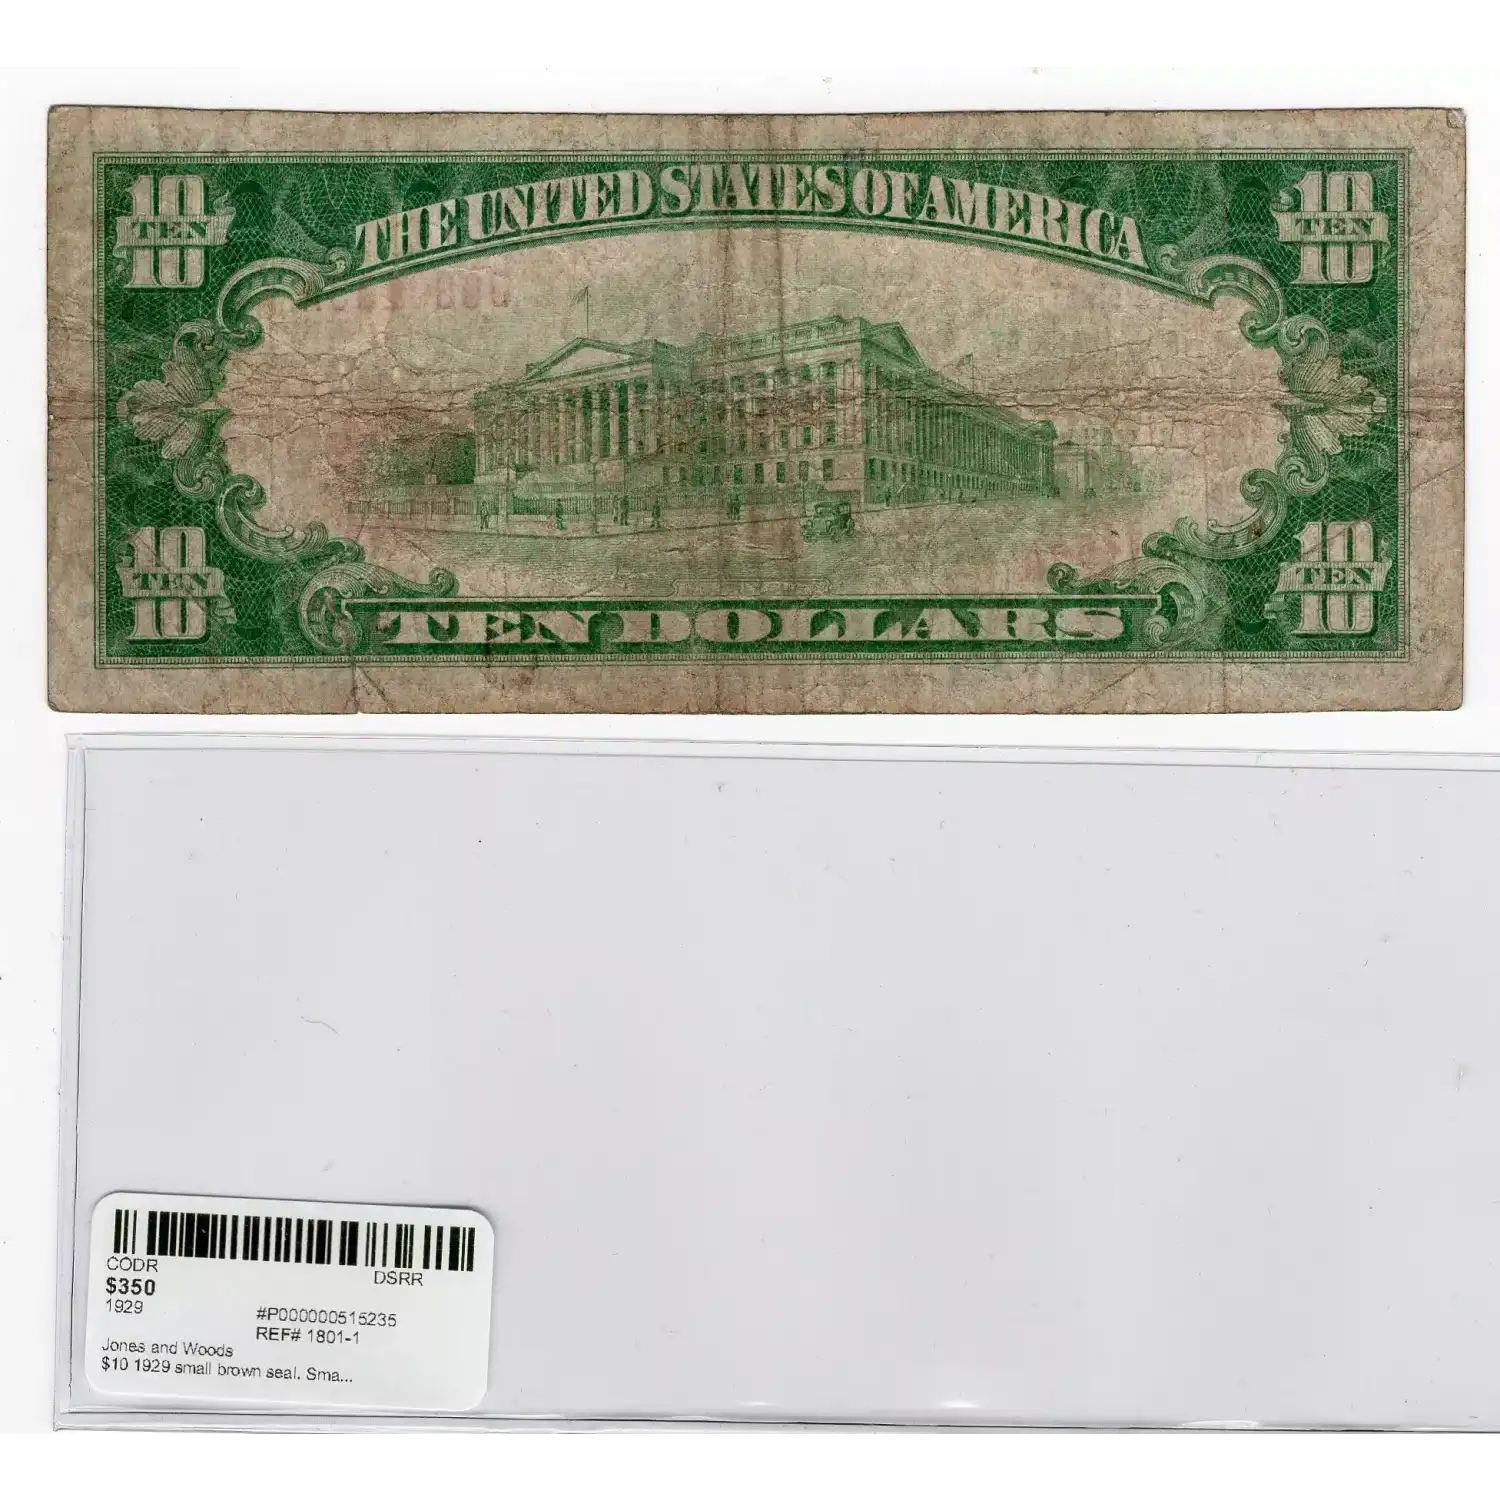 10 TEN 10
THE UNITED STATES OF AMERICA
10 TEN 10
10 TEN 10
TEN DOLLARS
10 TEN 10
CODR
DSRR
$350
1929
#P000000515235
REF# 1801-1
Jones and Woods
$10 1929 small brown seal. Sma...